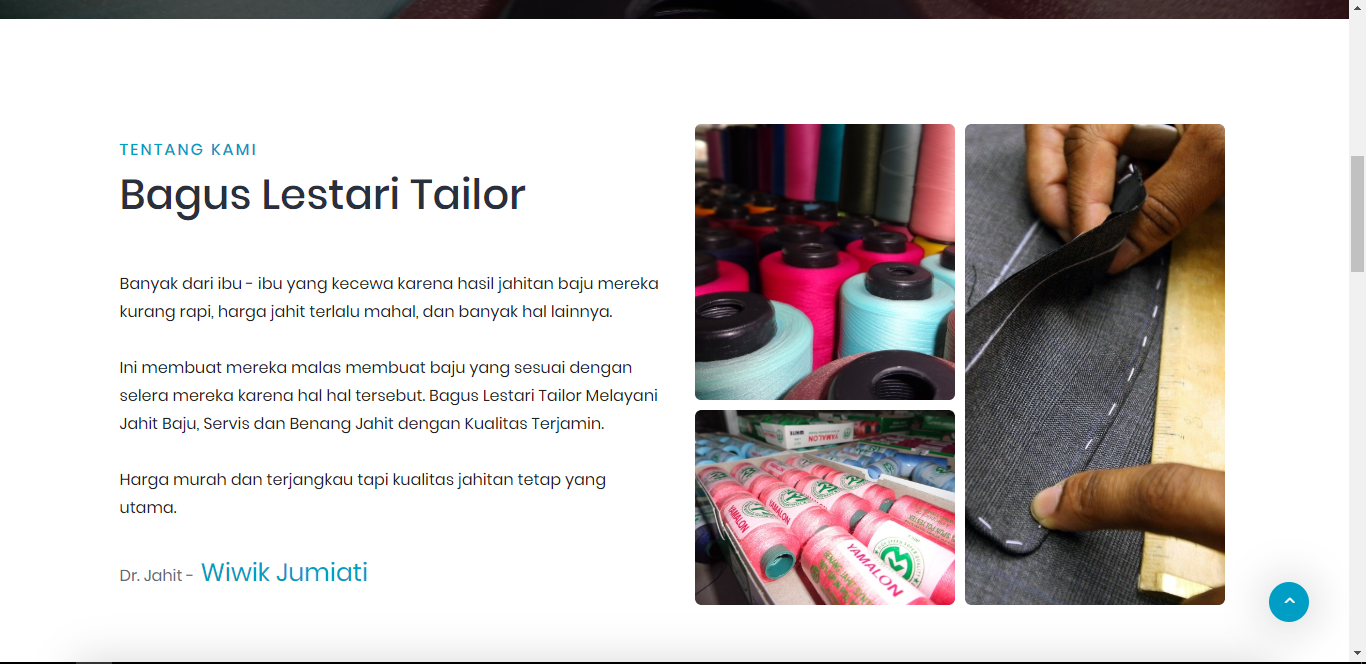 TENTANG KAMI
Bagus Lestari Tailor
Banyak dari ibu - ibu yang kecewa karena hasil jahitan baju mereka
kurang rapi, harga jahit terlalu mahal, dan banyak hal lainnya.
Ini membuat mereka malas membuat baju yang sesuai dengan
selera mereka karena hal hal tersebut. Bagus Lestari Tailor Melayani
Jahit Baju, Servis dan Benang Jahit dengan Kualitas Terjamin.
Harga murah dan terjangkau tapi kualitas jahitan tetap yang
utama.
Dr. Jahit - Wiwik Jumiati
YAMALON
YAMALON
YAMALON
YAMALON
YAMALON